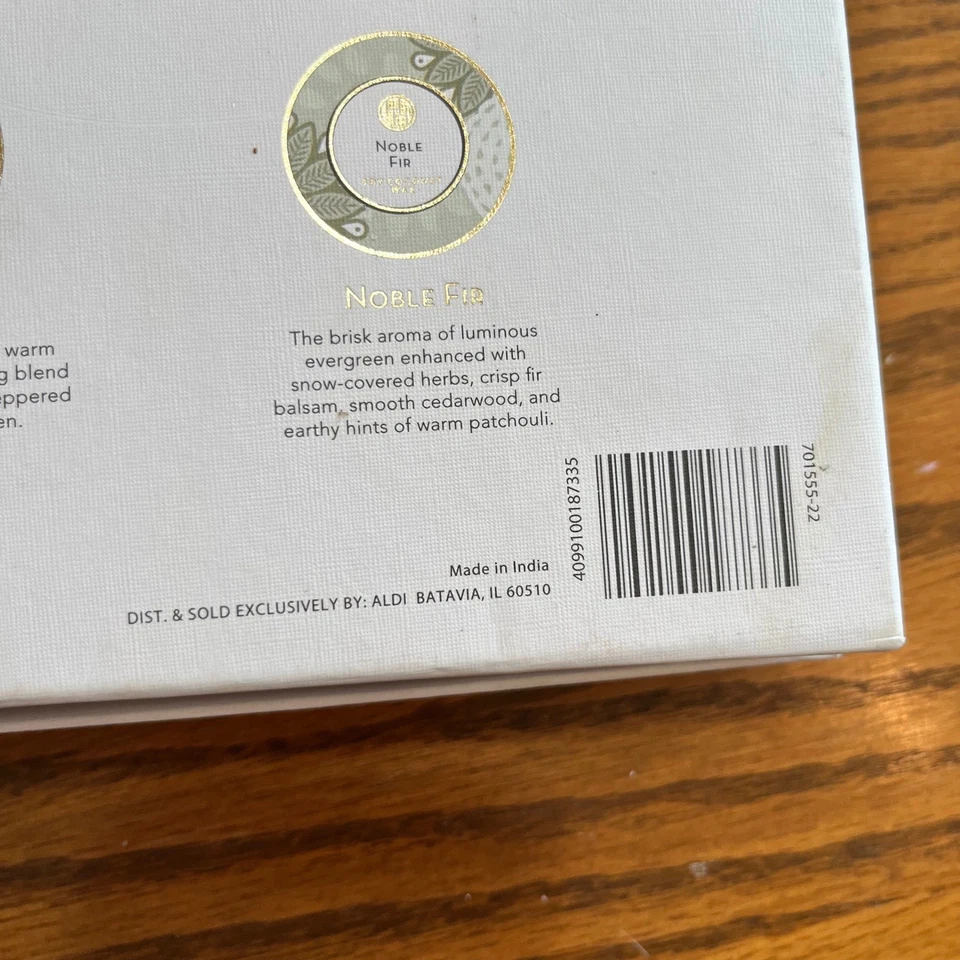 NOBLE
FIR
WAX
NOBLE FIR
The brisk aroma of luminous
evergreen enhanced with
snow-covered herbs, crisp fir
balsam, smooth cedarwood, and
earthy hints of warm patchouli.
warm
blend
en.
4099100187335
701555-22
Made in India
DIST. & SOLD EXCLUSIVELY BY: ALDI BATAVIA, IL 60510